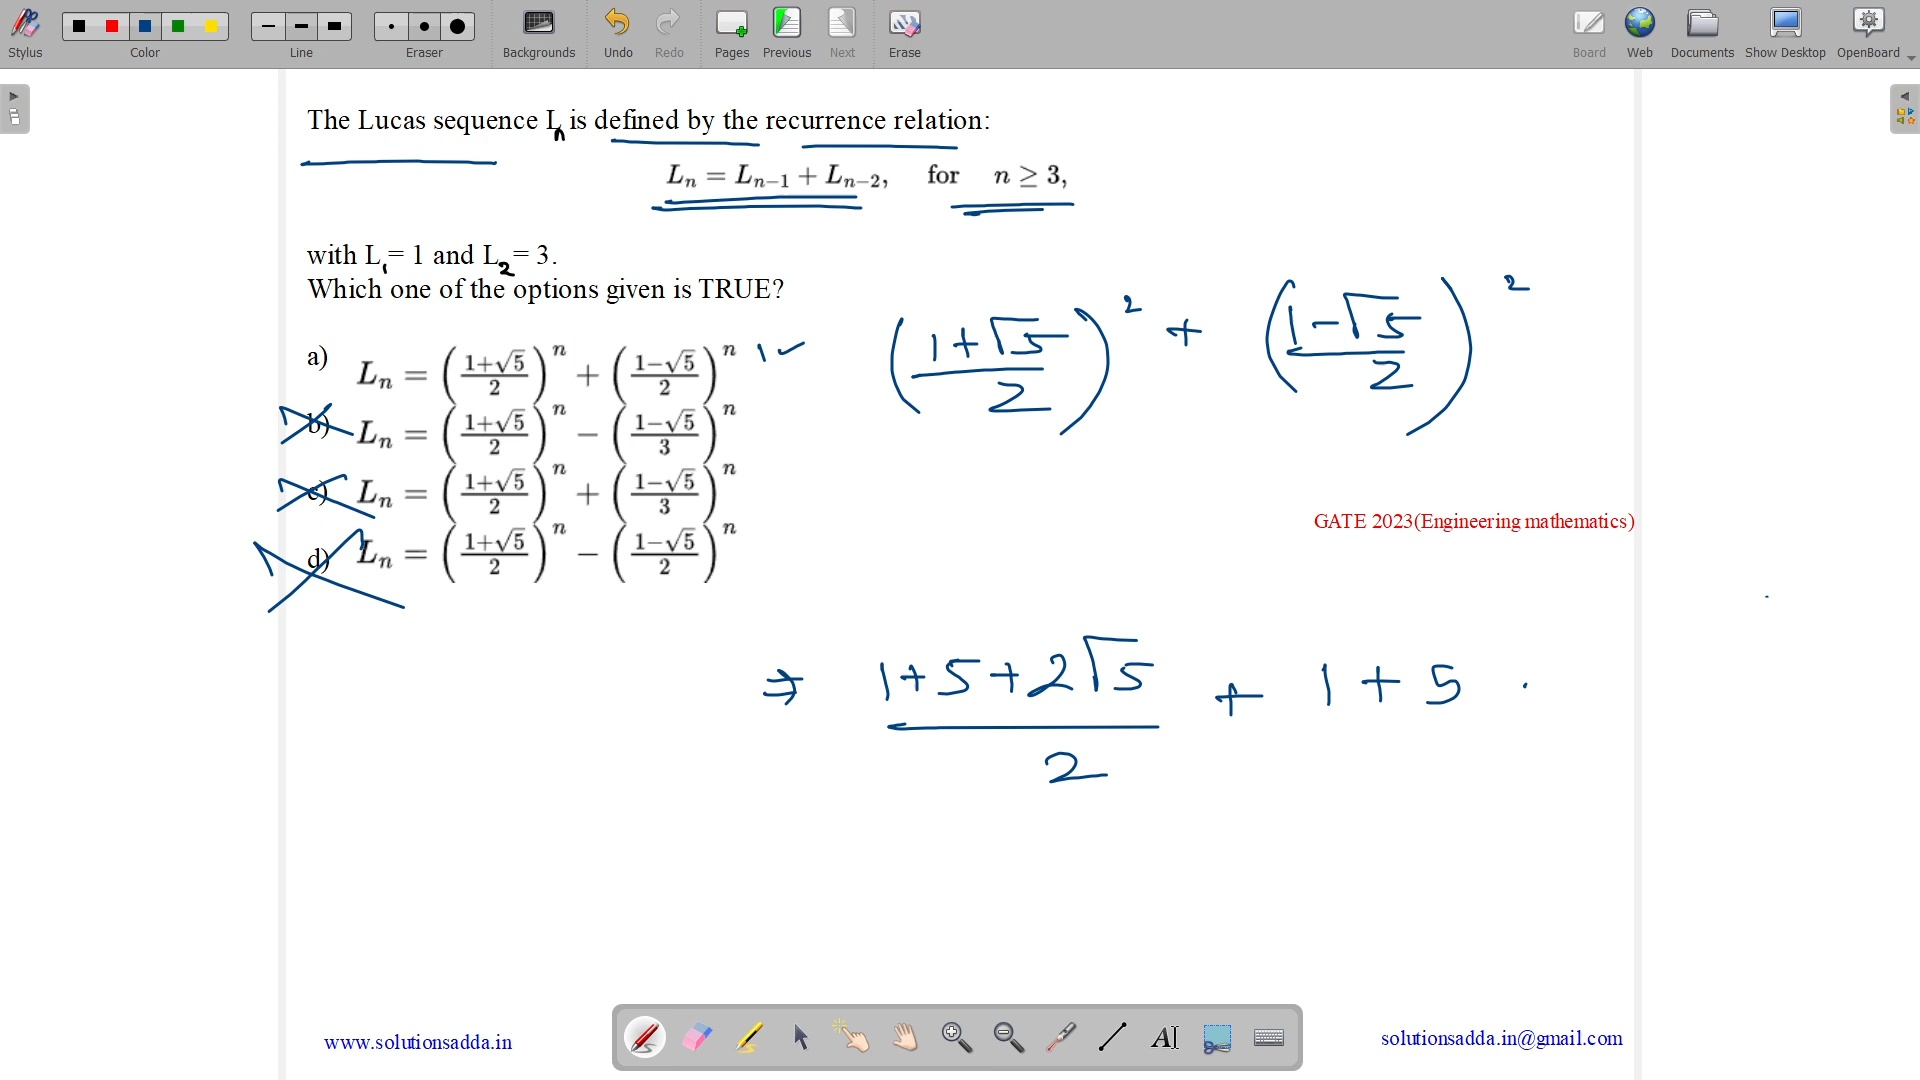 Stylus Color Line Eraser Backgrounds Undo Redo Pages Previous Next Erase Board Web Documents Show Desktop OpenBoard
The Lucas sequence Lₙ is defined by the recurrence relation:
Lₙ = Lₙ₋₁ + Lₙ₋₂, for n ≥ 3,
with L₁ = 1 and L₂ = 3.
Which one of the options given is TRUE?
a) Lₙ = ((1+√5)/2)ⁿ + ((1−√5)/2)ⁿ 1 ✓
b) Lₙ = ((1+√5)/2)ⁿ − ((1−√5)/3)ⁿ
c) Lₙ = ((1+√5)/2)ⁿ + ((1−√5)/3)ⁿ
d) Lₙ = ((1+√5)/2)ⁿ − ((1−√5)/2)ⁿ
((1+√5)/2)² + ((1−√5)/2)²
GATE 2023(Engineering mathematics)
⇒ (1+5+2√5)/2 + 1+5
www.solutionsadda.in
solutionsadda.in@gmail.com